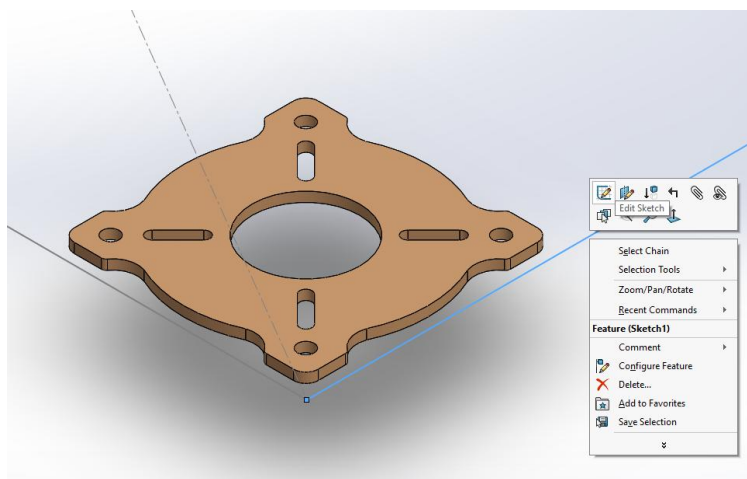 Edit Sketch
Select Chain
Selection Tools
Zoom/Pan/Rotate
Recent Commands
Feature (Sketch1)
Comment
Configure Feature
Delete...
Add to Favorites
Save Selection